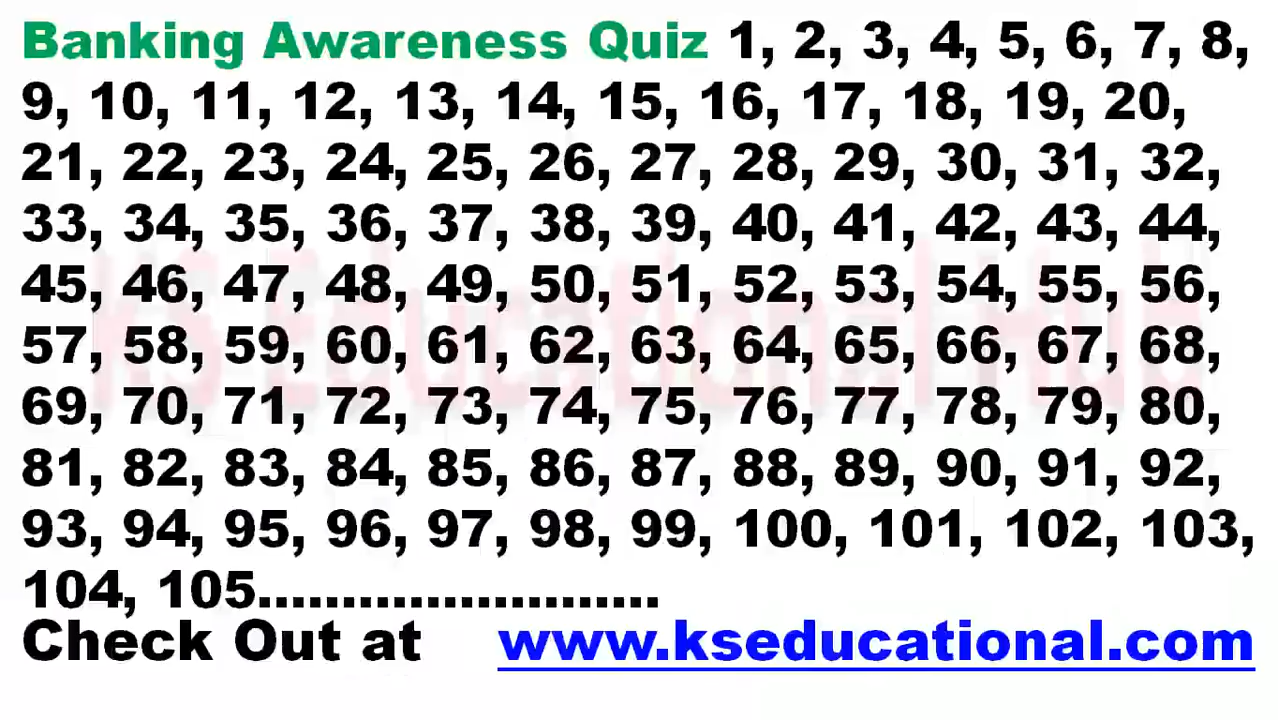 Banking Awareness Quiz 1, 2, 3, 4, 5, 6, 7, 8,
9, 10, 11, 12, 13, 14, 15, 16, 17, 18, 19, 20,
21, 22, 23, 24, 25, 26, 27, 28, 29, 30, 31, 32,
33, 34, 35, 36, 37, 38, 39, 40, 41, 42, 43, 44,
45, 46, 47, 48, 49, 50, 51, 52, 53, 54, 55, 56,
57, 58, 59, 60, 61, 62, 63, 64, 65, 66, 67, 68,
69, 70, 71, 72, 73, 74, 75, 76, 77, 78, 79, 80,
81, 82, 83, 84, 85, 86, 87, 88, 89, 90, 91, 92,
93, 94, 95, 96, 97, 98, 99, 100, 101, 102, 103,
104, 105........................
Check Out at www.kseducational.com
KS Educational Hub